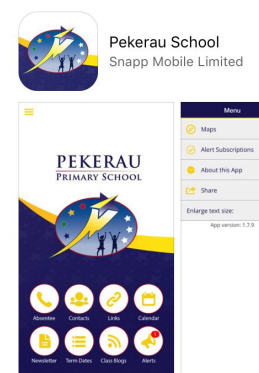 Pekerau School
Snapp Mobile Limited
PEKERAU
PRIMARY SCHOOL
Absentee
Contacts
Links
Calendar
Newsletter
Term Dates
Class Blogs
Alerts
Menu
Maps
Alert Subscriptions
About this App
Share
Enlarge text size:
App version: 1.7.9